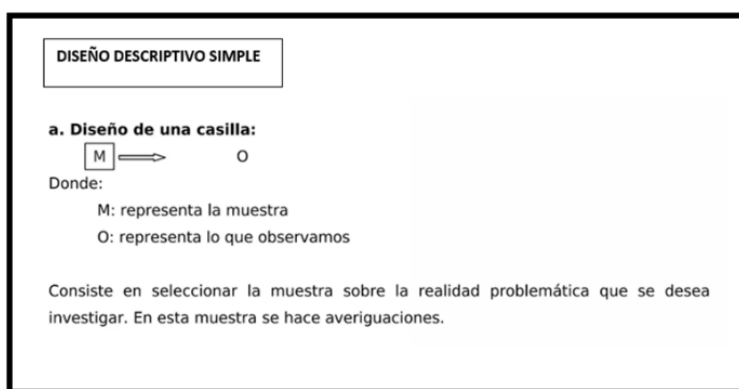 DISEÑO DESCRIPTIVO SIMPLE
a. Diseño de una casilla:
M O
Donde:
M: representa la muestra
O: representa lo que observamos
Consiste en seleccionar la muestra sobre la realidad problemática que se desea
investigar. En esta muestra se hace averiguaciones.